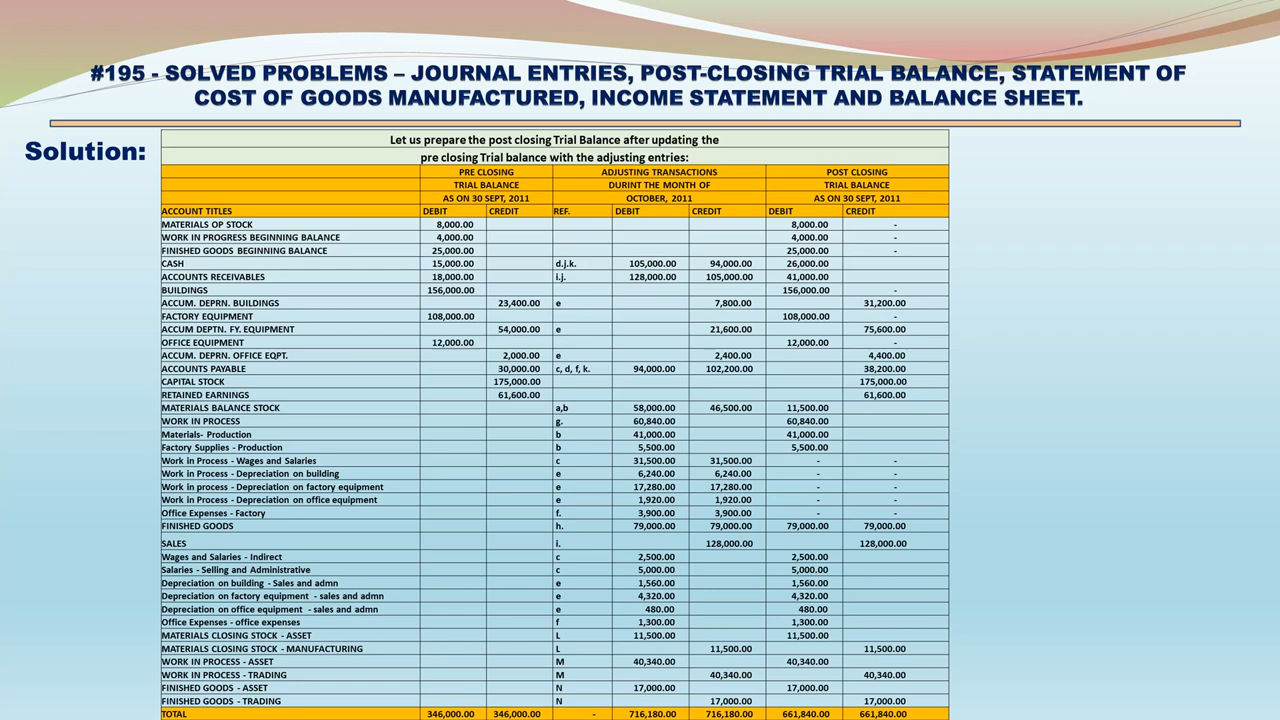 #195 - SOLVED PROBLEMS – JOURNAL ENTRIES, POST-CLOSING TRIAL BALANCE, STATEMENT OF
COST OF GOODS MANUFACTURED, INCOME STATEMENT AND BALANCE SHEET.
Solution:
Let us prepare the post closing Trial Balance after updating the
pre closing Trial balance with the adjusting entries:
PRE CLOSING ADJUSTING TRANSACTIONS POST CLOSING
TRIAL BALANCE DURINT THE MONTH OF TRIAL BALANCE
AS ON 30 SEPT, 2011 OCTOBER, 2011 AS ON 30 SEPT, 2011
ACCOUNT TITLES DEBIT CREDIT REF. DEBIT CREDIT DEBIT CREDIT
MATERIALS OP STOCK 8,000.00 8,000.00 -
WORK IN PROGRESS BEGINNING BALANCE 4,000.00 4,000.00 -
FINISHED GOODS BEGINNING BALANCE 25,000.00 25,000.00 -
CASH 15,000.00 d.j.k. 105,000.00 94,000.00 26,000.00
ACCOUNTS RECEIVABLES 18,000.00 i.j. 128,000.00 105,000.00 41,000.00
BUILDINGS 156,000.00 156,000.00 -
ACCUM. DEPRN. BUILDINGS 23,400.00 e 7,800.00 31,200.00
FACTORY EQUIPMENT 108,000.00 108,000.00 -
ACCUM DEPTN. FY. EQUIPMENT 54,000.00 e 21,600.00 75,600.00
OFFICE EQUIPMENT 12,000.00 12,000.00 -
ACCUM. DEPRN. OFFICE EQPT. 2,000.00 e 2,400.00 4,400.00
ACCOUNTS PAYABLE 30,000.00 c, d, f, k. 94,000.00 102,200.00 38,200.00
CAPITAL STOCK 175,000.00 175,000.00
RETAINED EARNINGS 61,600.00 61,600.00
MATERIALS BALANCE STOCK a,b 58,000.00 46,500.00 11,500.00
WORK IN PROCESS g. 60,840.00 60,840.00
Materials- Production b 41,000.00 41,000.00
Factory Supplies - Production b 5,500.00 5,500.00
Work in Process - Wages and Salaries c 31,500.00 31,500.00 - -
Work in Process - Depreciation on building e 6,240.00 6,240.00 - -
Work in process - Depreciation on factory equipment e 17,280.00 17,280.00 - -
Work in Process - Depreciation on office equipment e 1,920.00 1,920.00 - -
Office Expenses - Factory f. 3,900.00 3,900.00 - -
FINISHED GOODS h. 79,000.00 79,000.00 79,000.00 79,000.00
SALES i. 128,000.00 128,000.00
Wages and Salaries - Indirect c 2,500.00 2,500.00
Salaries - Selling and Administrative c 5,000.00 5,000.00
Depreciation on building - Sales and admn e 1,560.00 1,560.00
Depreciation on factory equipment - sales and admn e 4,320.00 4,320.00
Depreciation on office equipment - sales and admn e 480.00 480.00
Office Expenses - office expenses f 1,300.00 1,300.00
MATERIALS CLOSING STOCK - ASSET L 11,500.00 11,500.00
MATERIALS CLOSING STOCK - MANUFACTURING L 11,500.00 11,500.00
WORK IN PROCESS - ASSET M 40,340.00 40,340.00
WORK IN PROCESS - TRADING M 40,340.00 40,340.00
FINISHED GOODS - ASSET N 17,000.00 17,000.00
FINISHED GOODS - TRADING N 17,000.00 17,000.00
TOTAL 346,000.00 346,000.00 - 716,180.00 716,180.00 661,840.00 661,840.00